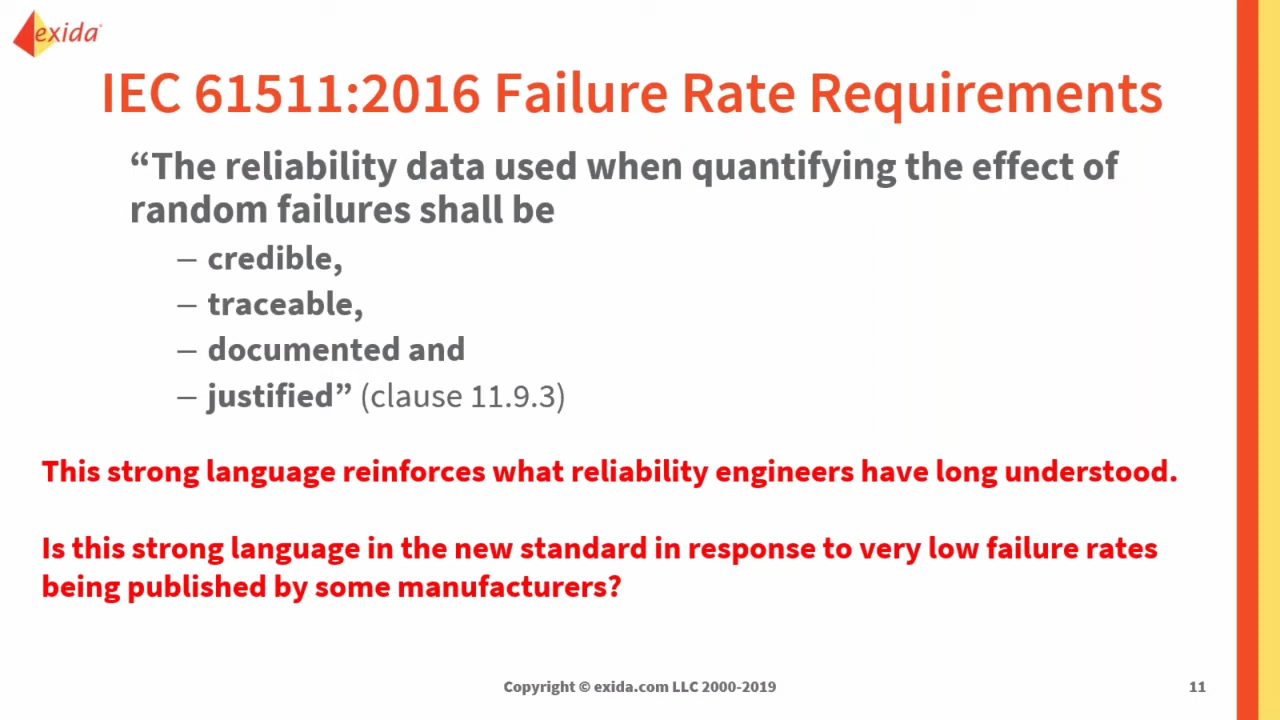 exida
IEC 61511:2016 Failure Rate Requirements
“The reliability data used when quantifying the effect of
random failures shall be
– credible,
– traceable,
– documented and
– justified” (clause 11.9.3)
This strong language reinforces what reliability engineers have long understood.
Is this strong language in the new standard in response to very low failure rates
being published by some manufacturers?
Copyright © exida.com LLC 2000-2019
11